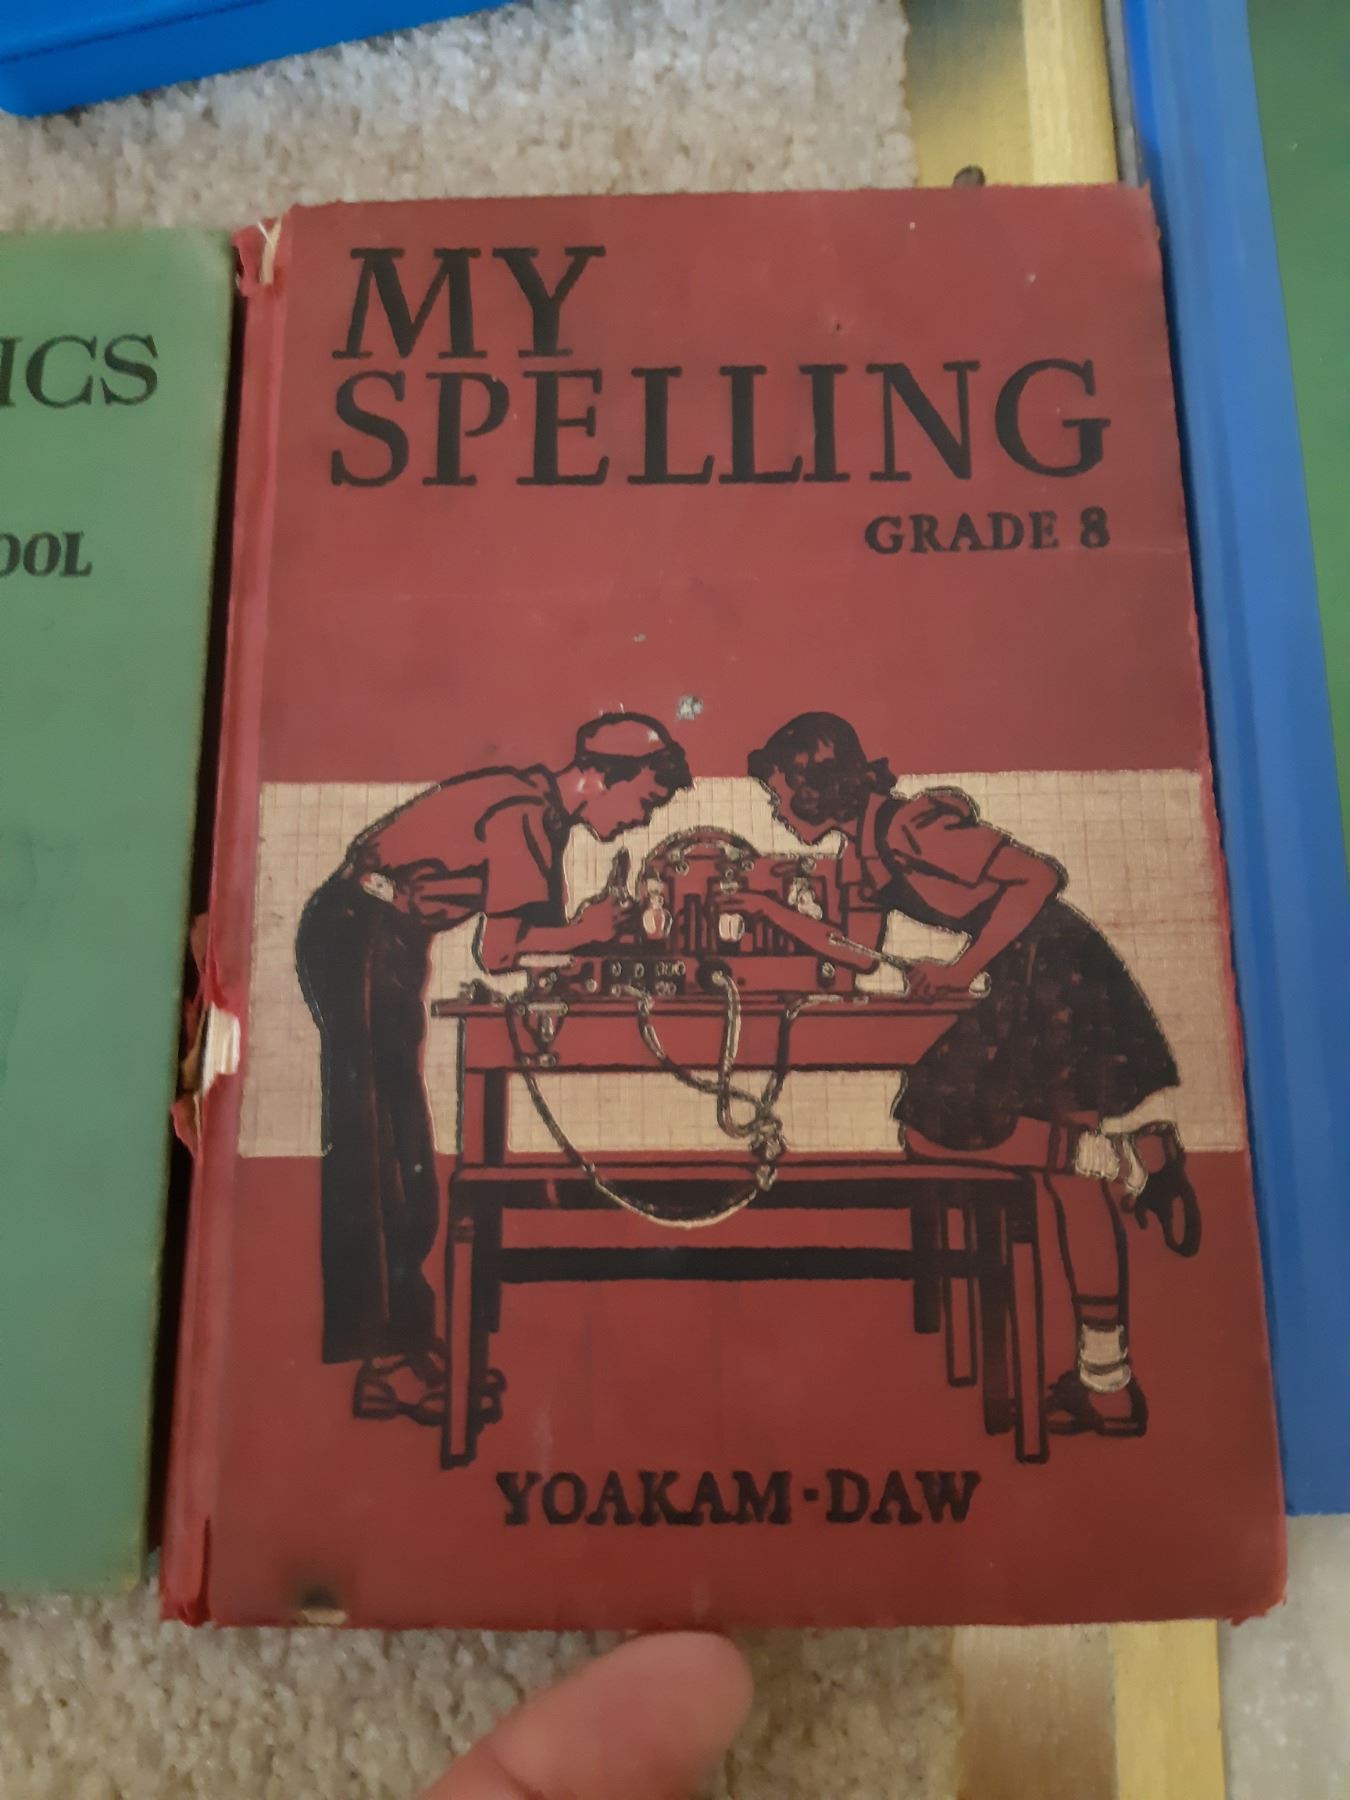 ICS
OOL
MY
SPELLING
GRADE 8
YOAKAM-DAW